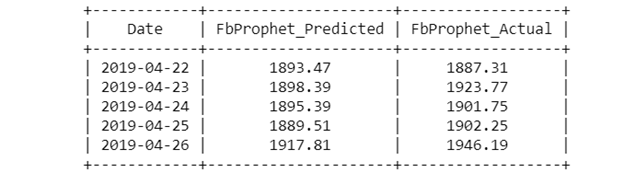 +------------+---------------------+------------------+
| Date | FbProphet_Predicted | FbProphet_Actual |
+------------+---------------------+------------------+
| 2019-04-22 | 1893.47 | 1887.31 |
| 2019-04-23 | 1898.39 | 1923.77 |
| 2019-04-24 | 1895.39 | 1901.75 |
| 2019-04-25 | 1889.51 | 1902.25 |
| 2019-04-26 | 1917.81 | 1946.19 |
+------------+---------------------+------------------+